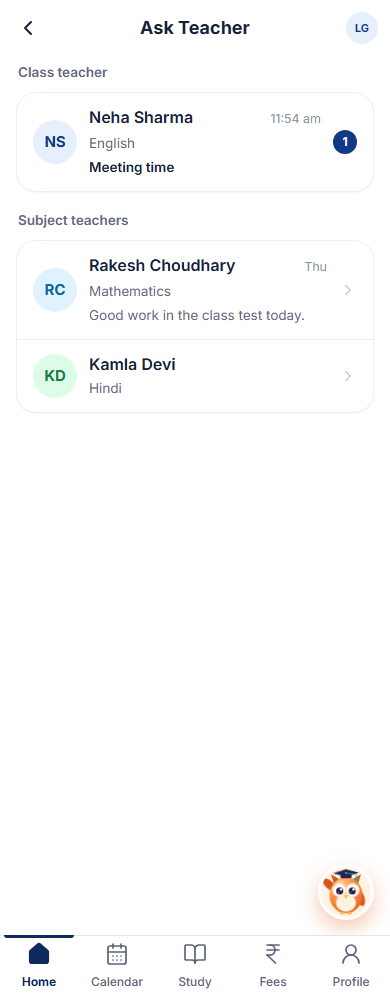 Ask Teacher
LG
Class teacher
NS
Neha Sharma
11:54 am
English
1
Meeting time
Subject teachers
RC
Rakesh Choudhary
Thu
Mathematics
Good work in the class test today.
KD
Kamla Devi
Hindi
Home
Calendar
Study
Fees
Profile